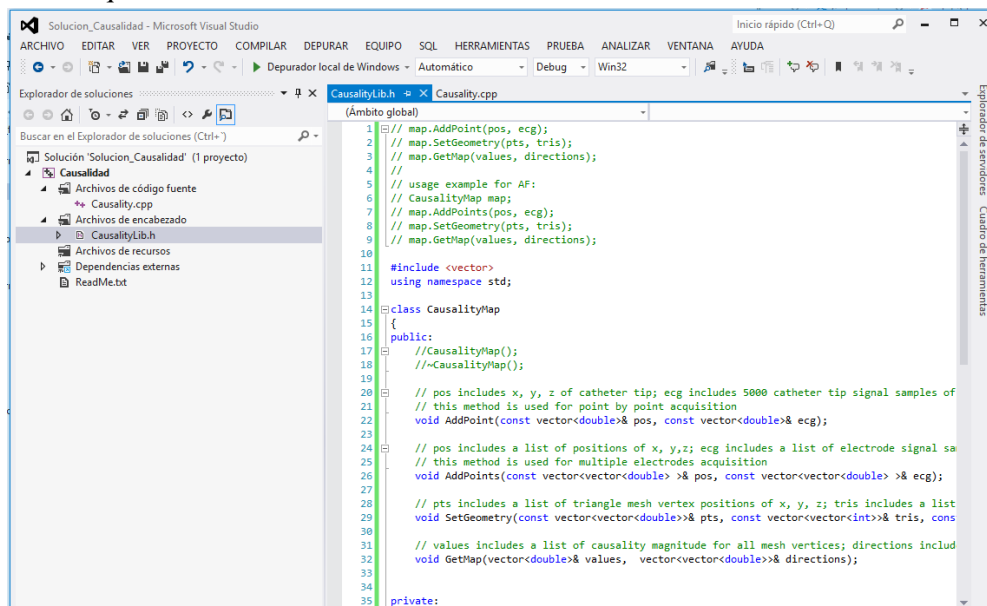 Solucion_Causalidad - Microsoft Visual Studio
Inicio rápido (Ctrl+Q)
ARCHIVO EDITAR VER PROYECTO COMPILAR DEPURAR EQUIPO SQL HERRAMIENTAS PRUEBA ANALIZAR VENTANA AYUDA
Depurador local de Windows Automático Debug Win32
Explorador de soluciones
Buscar en el Explorador de soluciones (Ctrl+¨)
Solución 'Solucion_Causalidad' (1 proyecto)
Causalidad
Archivos de código fuente
Causality.cpp
Archivos de encabezado
CausalityLib.h
Archivos de recursos
Dependencias externas
ReadMe.txt
CausalityLib.h Causality.cpp
(Ámbito global)
1 // map.AddPoint(pos, ecg);
2 // map.SetGeometry(pts, tris);
3 // map.GetMap(values, directions);
4 //
5 // usage example for AF:
6 // CausalityMap map;
7 // map.AddPoints(pos, ecg);
8 // map.SetGeometry(pts, tris);
9 // map.GetMap(values, directions);
10
11 #include <vector>
12 using namespace std;
13
14 class CausalityMap
15 {
16 public:
17 //CausalityMap();
18 //~CausalityMap();
19
20 // pos includes x, y, z of catheter tip; ecg includes 5000 catheter tip signal samples of
21 // this method is used for point by point acquisition
22 void AddPoint(const vector<double>& pos, const vector<double>& ecg);
23
24 // pos includes a list of positions of x, y,z; ecg includes a list of electrode signal
25 // this method is used for multiple electrodes acquisition
26 void AddPoints(const vector<vector<double> >& pos, const vector<vector<double> >& ecg);
27
28 // pts includes a list of triangle mesh vertex positions of x, y, z; tris includes a list
29 void SetGeometry(const vector<vector<double>>& pts, const vector<vector<int>>& tris, cons
30
31 // values includes a list of causality magnitude for all mesh vertices; directions includ
32 void GetMap(vector<double>& values, vector<vector<double>>& directions);
33
34
35 private:
Explorador de servidores
Cuadro de herramientas